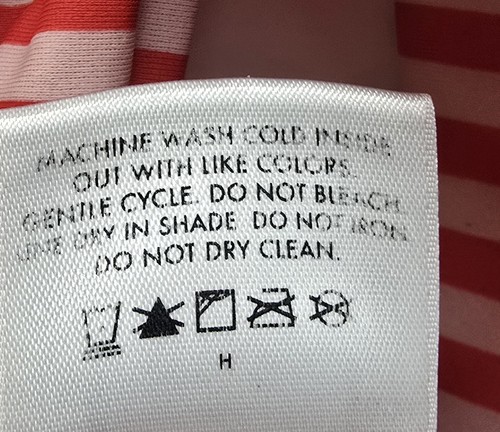 MACHINE WASH COLD INSIDE
OUT WITH LIKE COLORS.
GENTLE CYCLE. DO NOT BLEACH.
LINE DRY IN SHADE DO NOT IRON.
DO NOT DRY CLEAN.
H